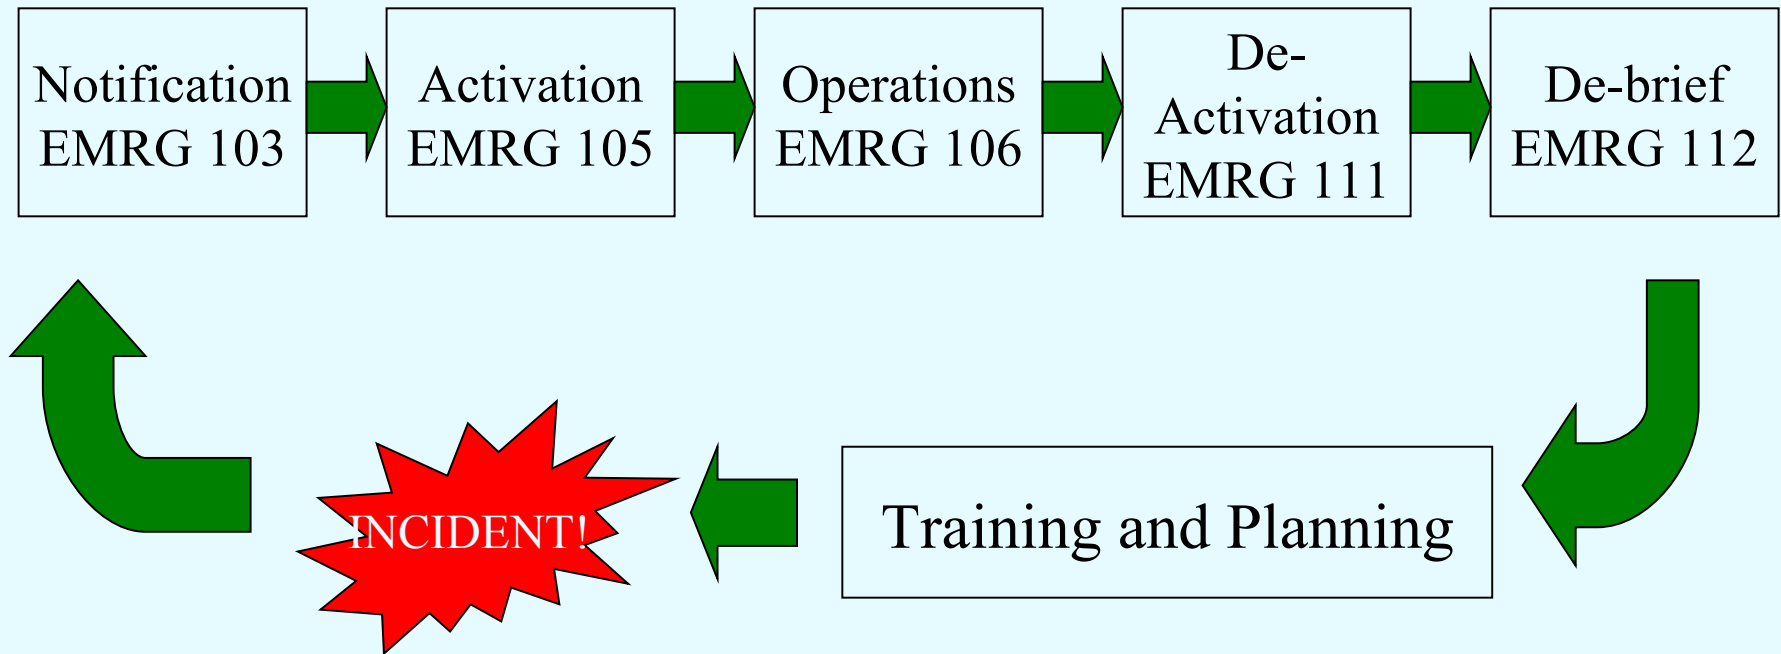 Notification
EMRG 103
Activation
EMRG 105
Operations
EMRG 106
De-
Activation
EMRG 111
De-brief
EMRG 112
INCIDENT!
Training and Planning